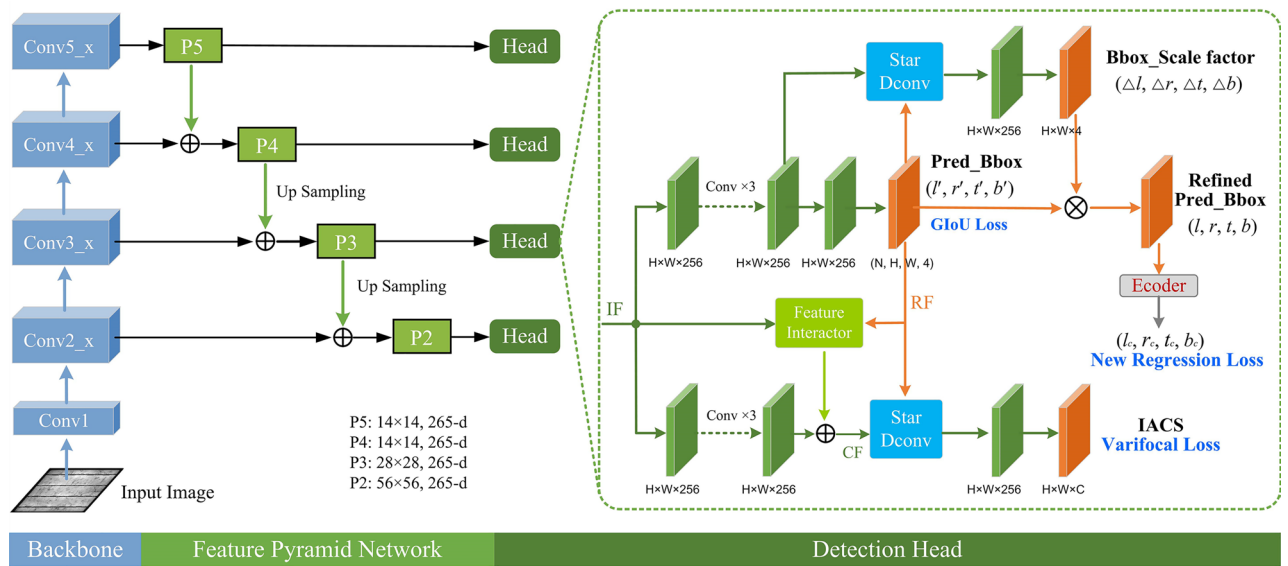 Conv5_x
P5
Head
Conv4_x
P4
Head
Up Sampling
Conv3_x
P3
Head
Up Sampling
Conv2_x
P2
Head
Conv1
Input Image
P5: 14×14, 265-d
P4: 14×14, 265-d
P3: 28×28, 265-d
P2: 56×56, 265-d
Star
Dconv
H×W×256
H×W×4
Bbox_Scale factor
(△l, △r, △t, △b)
Conv ×3
H×W×256
H×W×256
H×W×256
Pred_Bbox
(l′, r′, t′, b′)
GIoU Loss
(N, H, W, 4)
Refined
Pred_Bbox
(l, r, t, b)
Ecoder
(lc, rc, tc, bc)
New Regression Loss
IF
Feature
Interactor
RF
Conv ×3
H×W×256
H×W×256
CF
Star
Dconv
H×W×256
H×W×C
IACS
Varifocal Loss
Backbone
Feature Pyramid Network
Detection Head